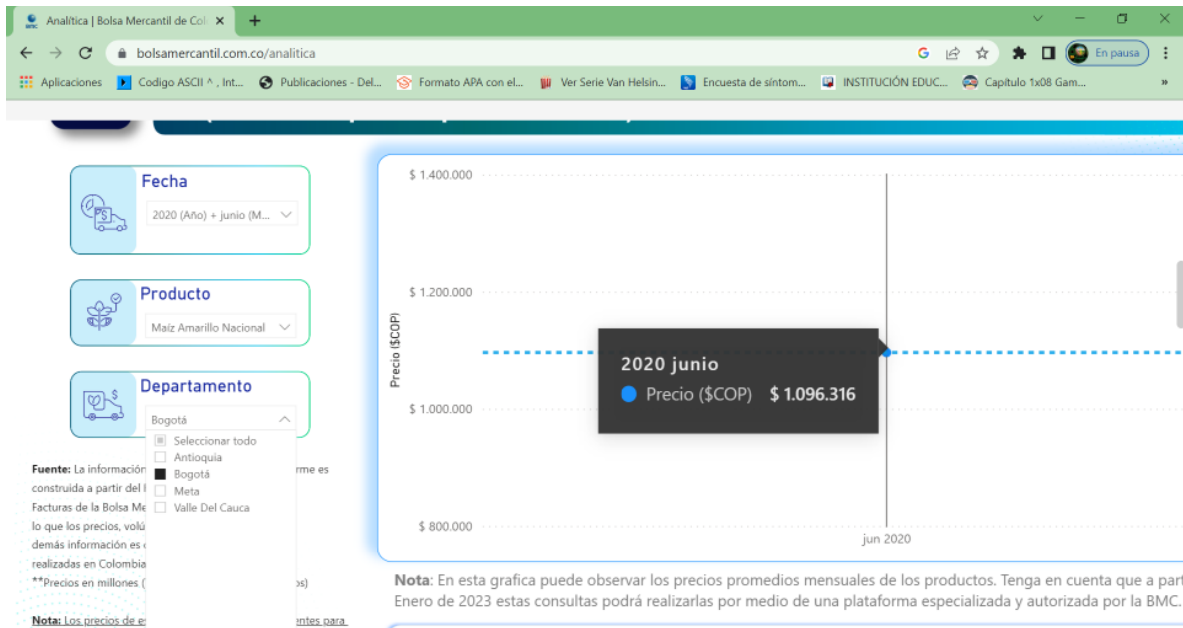 Analítica | Bolsa Mercantil de Col
bolsamercantil.com.co/analitica
En pausa
Aplicaciones
Codigo ASCII ^ , Int...
Publicaciones - Del...
Formato APA con el...
Ver Serie Van Helsin...
Encuesta de síntom...
INSTITUCIÓN EDUC...
Capítulo 1x08 Gam...
»
Fecha
2020 (Año) + junio (M...
Producto
Maíz Amarillo Nacional
Departamento
Bogotá
Seleccionar todo
Antioquia
Bogotá
Meta
Valle Del Cauca
Fuente: La información rme es
construida a partir del
Facturas de la Bolsa Me
lo que los precios, volú
demás información es
realizadas en Colombia
**Precios en millones ( os)
Nota: Los precios de es entes para
$ 1.400.000
$ 1.200.000
$ 1.000.000
$ 800.000
Precio ($COP)
2020 junio
Precio ($COP) $ 1.096.316
jun 2020
Nota: En esta grafica puede observar los precios promedios mensuales de los productos. Tenga en cuenta que a part
Enero de 2023 estas consultas podrá realizarlas por medio de una plataforma especializada y autorizada por la BMC.